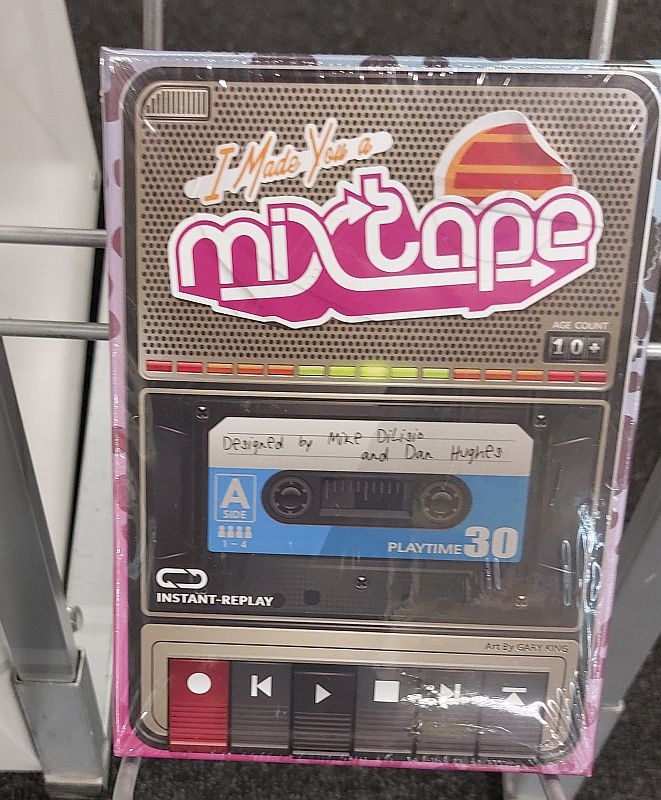 I Made You a
mixtape
AGE COUNT
10+
Designed by Mike DiLisio
and Dan Hughes
A
SIDE
1-4
PLAYTIME 30
INSTANT-REPLAY
Art By GARY KING